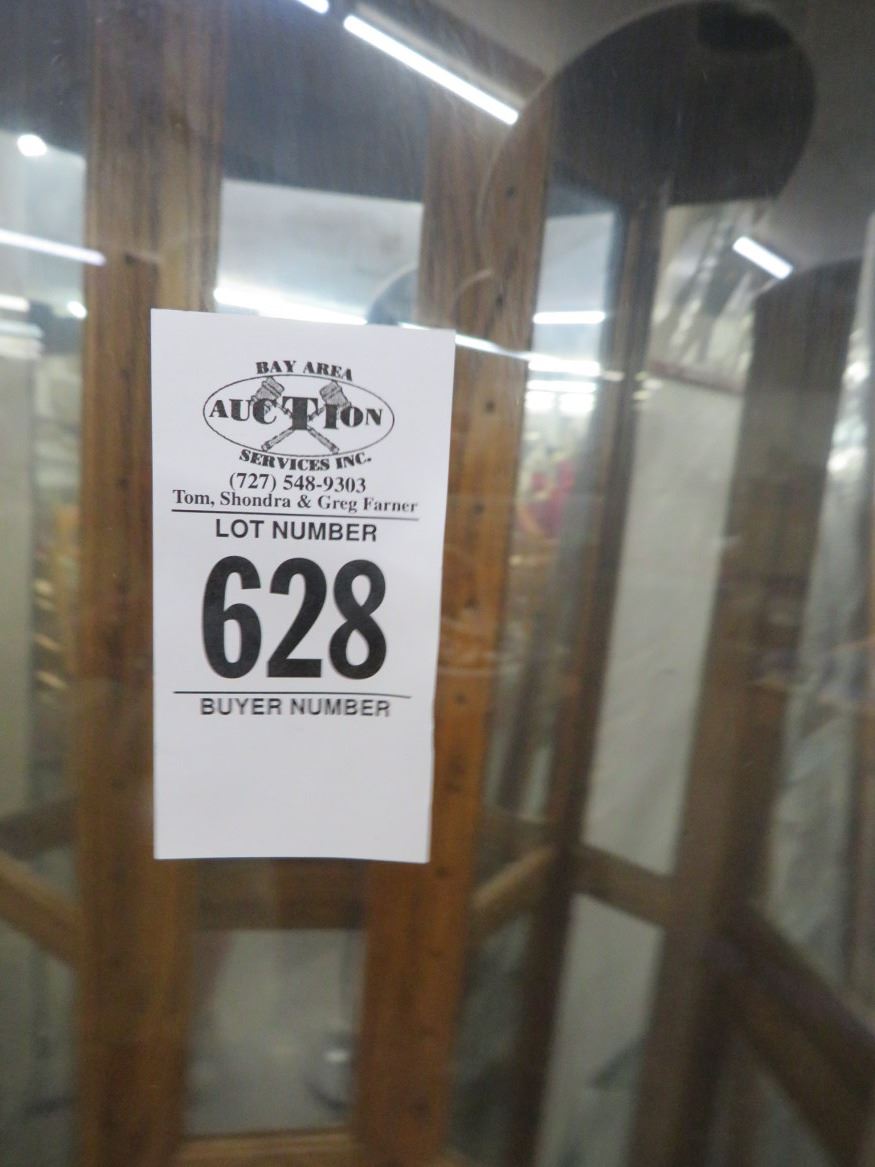 BAY AREA
AUCTION
SERVICES INC.
(727) 548-9303
Tom, Shondra & Greg Farner
LOT NUMBER
628
BUYER NUMBER